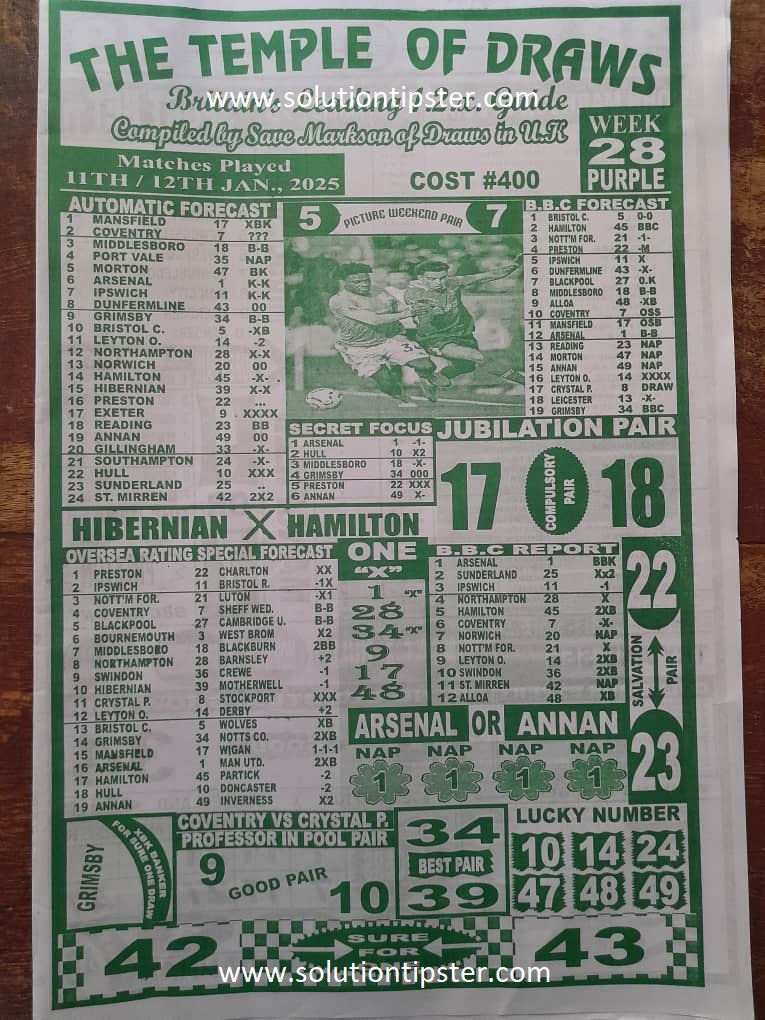 THE TEMPLE OF DRAWS
Britain's Leading 1.2.x. Guide
www.solutiontipster.com
Compiled by Save Markson of Draws in U.K
WEEK
28
PURPLE
Matches Played
11TH / 12TH JAN., 2025
COST #400
AUTOMATIC FORECAST
1 MANSFIELD 17 XBK
2 COVENTRY 7 ???
3 MIDDLESBORO 18 B-B
4 PORT VALE 35 NAP
5 MORTON 47 BK
6 ARSENAL 1 K-K
7 IPSWICH 11 K-K
8 DUNFERMLINE 43 00
9 GRIMSBY 34 B-B
10 BRISTOL C. 5 -XB
11 LEYTON O. 14 -2
12 NORTHAMPTON 28 X-X
13 NORWICH 20 00
14 HAMILTON 45 -X-
15 HIBERNIAN 39 X-X
16 PRESTON 22 ...
17 EXETER 9 . XXXX
18 READING 23 BB
19 ANNAN 49 00
20 GILLINGHAM 33 -X-
21 SOUTHAMPTON 24 -X-
22 HULL 10 XXX
23 SUNDERLAND 25 ..
24 ST. MIRREN 42 2X2
5 PICTURE WEEKEND PAIR 7
B.B.C FORECAST
1 BRISTOL C. 5 0-0
2 HAMILTON 45 BBC
3 NOTT'M FOR. 21 -1-
4 PRESTON 22 -M
5 IPSWICH 11 X
6 DUNFERMLINE 43 -X-
7 BLACKPOOL 27 0.K
8 MIDDLESBORO 18 B-B
9 ALLOA 48 -XB
10 COVENTRY 7 OSS
11 MANSFIELD 17 OSB
12 ARSENAL 1 B-B
13 READING 23 NAP
14 MORTON 47 NAP
15 ANNAN 49 NAP
16 LEYTON O. 14 XXXX
17 CRYSTAL P. 8 DRAW
18 LEICESTER 13 -X-
19 GRIMSBY 34 BBC
SECRET FOCUS
1 ARSENAL 1 -1-
2 HULL 10 X2
3 MIDDLESBORO 18 -X-
4 GRIMSBY 34 000
5 PRESTON 22 XXX
6 ANNAN 49 X-
JUBILATION PAIR
17 COMPULSORY PAIR 18
HIBERNIAN X HAMILTON
OVERSEA RATING SPECIAL FORECAST
1 PRESTON 22 CHARLTON XX
2 IPSWICH 11 BRISTOL R. -1X
3 NOTT'M FOR. 21 LUTON -X1
4 COVENTRY 7 SHEFF WED. B-B
5 BLACKPOOL 27 CAMBRIDGE U. B-B
6 BOURNEMOUTH 3 WEST BROM X2
7 MIDDLESBORO 18 BLACKBURN 2BB
8 NORTHAMPTON 28 BARNSLEY +2
9 SWINDON 36 CREWE -1
10 HIBERNIAN 39 MOTHERWELL -1
11 CRYSTAL P. 8 STOCKPORT XXX
12 LEYTON O. 14 DERBY +2
13 BRISTOL C. 5 WOLVES XB
14 GRIMSBY 34 NOTTS CO. 2XB
15 MANSFIELD 17 WIGAN 1-1-1
16 ARSENAL 1 MAN UTD. 2XB
17 HAMILTON 45 PARTICK -2
18 HULL 10 DONCASTER -2
19 ANNAN 49 INVERNESS X2
ONE
"X"
1 "X"
28
34 "X"
9
17
48
B.B.C REPORT
1 ARSENAL 1 BBK
2 SUNDERLAND 25 Xx2
3 IPSWICH 11 -1
4 NORTHAMPTON 28 X
5 HAMILTON 45 2XB
6 COVENTRY 7 -X-
7 NORWICH 20 NAP
8 NOTT'M FOR. 21 X
9 LEYTON O. 14 2XB
10 SWINDON 36 2XB
11 ST. MIRREN 42 NAP
12 ALLOA 48 XB
22
SALVATION PAIR
23
ARSENAL OR ANNAN
NAP NAP NAP NAP
1 1 1 1
GRIMSBY
XBK BANKER
FOR SURE ONE DRAW
COVENTRY VS CRYSTAL P.
PROFESSOR IN POOL PAIR
9 GOOD PAIR 10
34
BEST PAIR
39
LUCKY NUMBER
10 14 24
47 48 49
42
SURE
FOR
43
www.solutiontipster.com